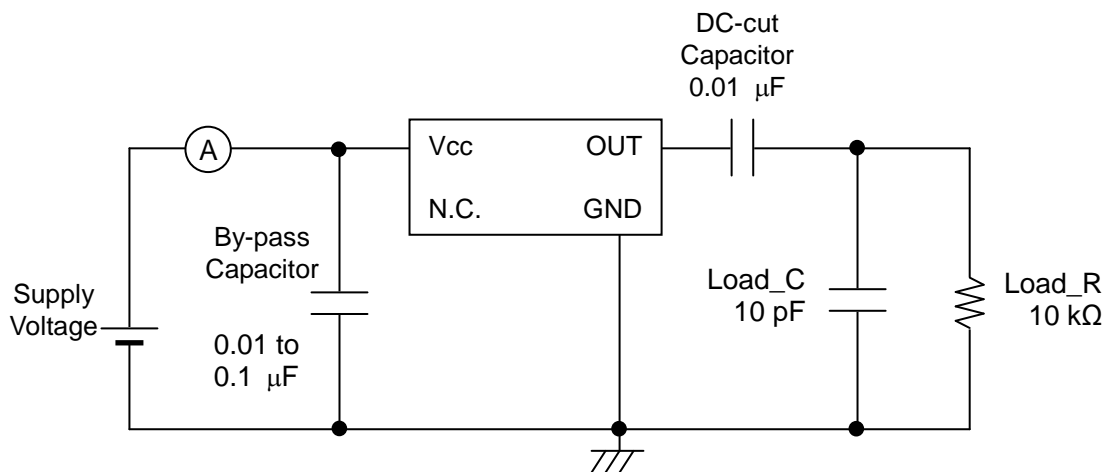 DC-cut
Capacitor
0.01 μF
A
Vcc
OUT
N.C.
GND
By-pass
Capacitor
0.01 to
0.1 μF
Supply
Voltage
Load_C
10 pF
Load_R
10 kΩ